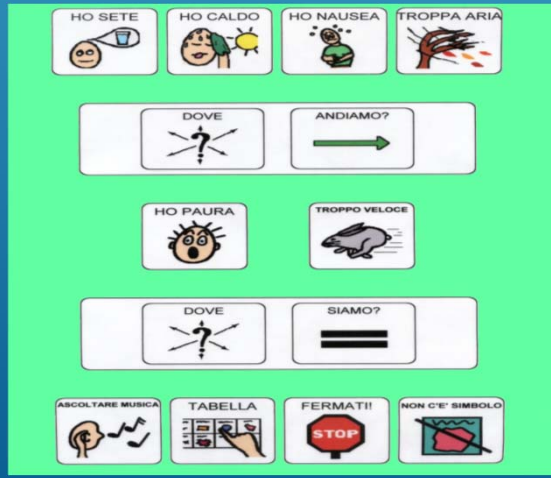 HO SETE
HO CALDO
HO NAUSEA
TROPPA ARIA
DOVE
ANDIAMO?
?
HO PAURA
TROPPO VELOCE
DOVE
SIAMO?
?
ASCOLTARE MUSICA
TABELLA
FERMATI!
NON C'E' SIMBOLO
STOP